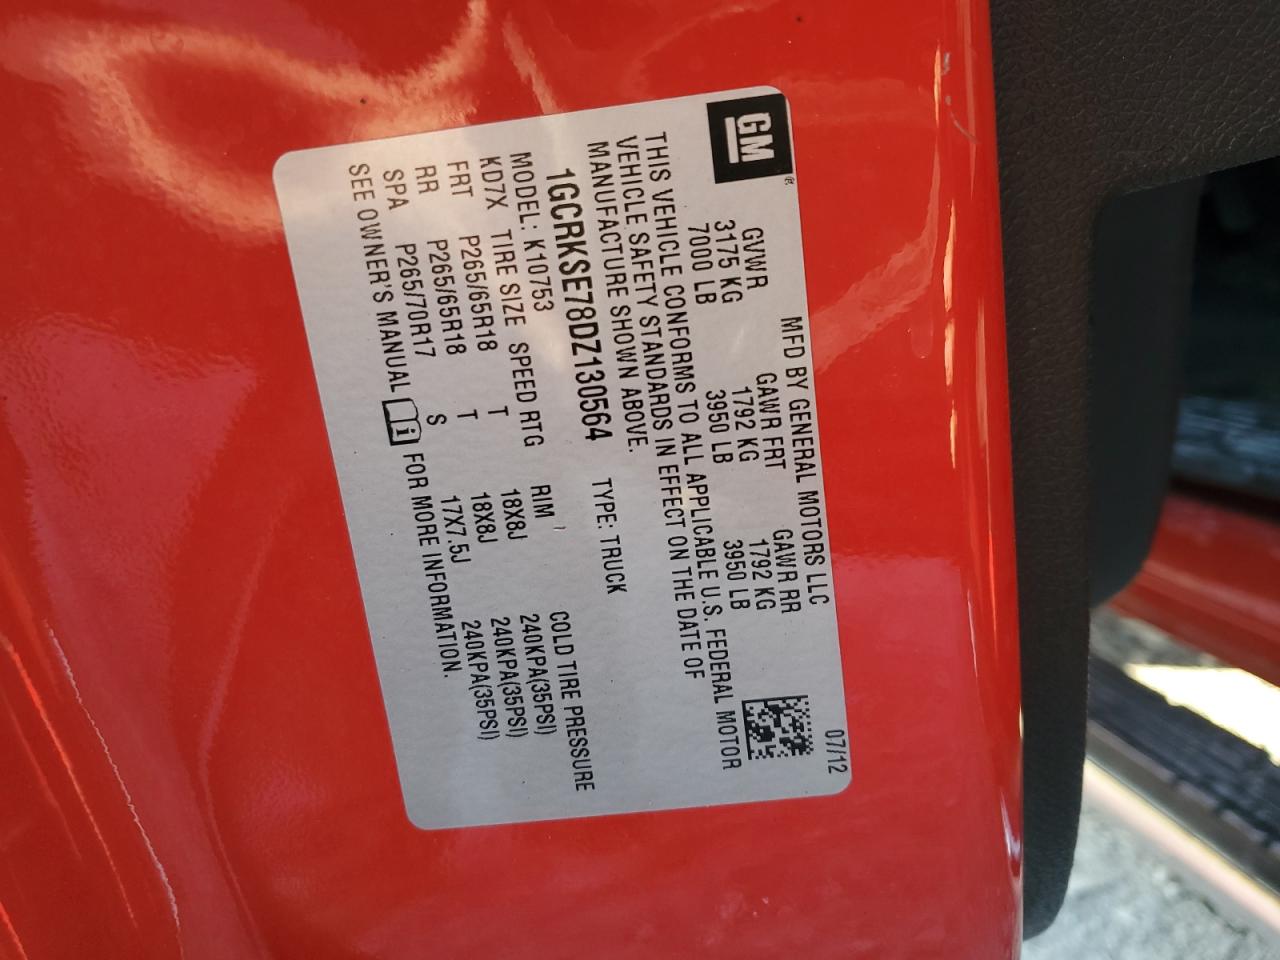 GM ®
MFD BY GENERAL MOTORS LLC 07/12
GVWR GAWR FRT GAWR RR
3175 KG 1792 KG 1792 KG
7000 LB 3950 LB 3950 LB
THIS VEHICLE CONFORMS TO ALL APPLICABLE U.S. FEDERAL MOTOR
VEHICLE SAFETY STANDARDS IN EFFECT ON THE DATE OF
MANUFACTURE SHOWN ABOVE.
1GCRKSE78DZ130564 TYPE: TRUCK
MODEL: K10753
KD7X TIRE SIZE SPEED RTG RIM COLD TIRE PRESSURE
FRT P265/65R18 T 18X8J 240KPA(35PSI)
RR P265/65R18 T 18X8J 240KPA(35PSI)
SPA P265/70R17 S 17X7.5J 240KPA(35PSI)
SEE OWNER'S MANUAL i FOR MORE INFORMATION.